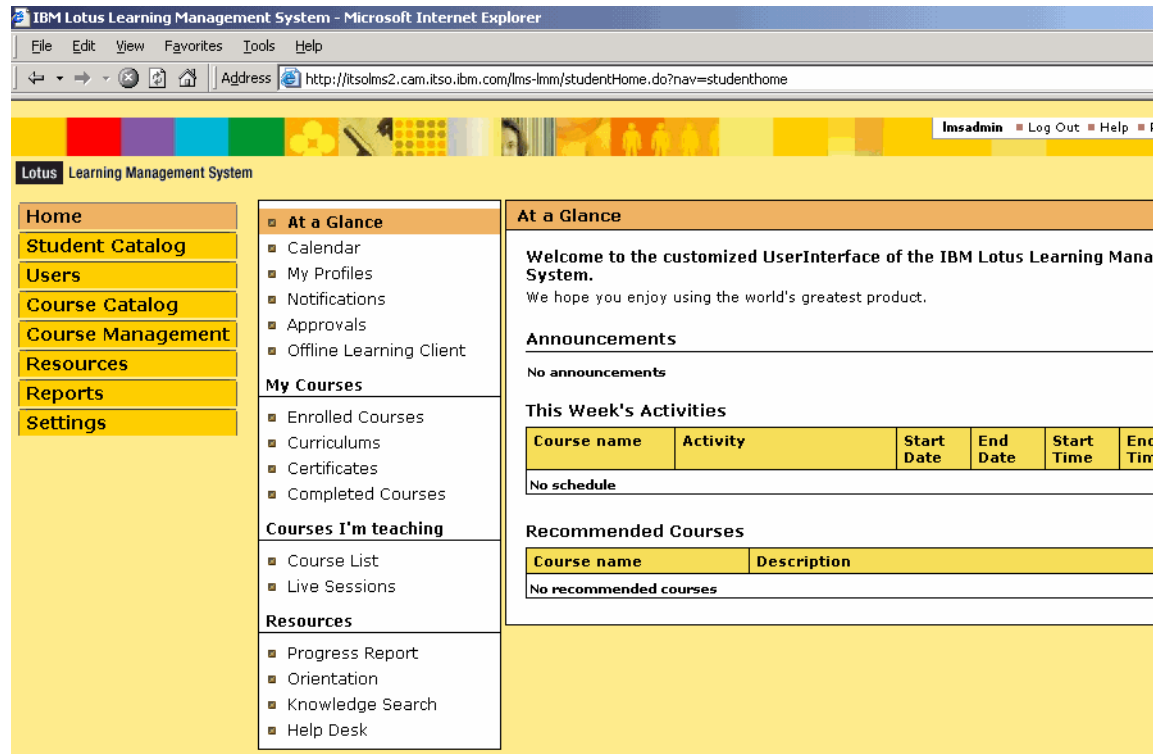 IBM Lotus Learning Management System - Microsoft Internet Explorer
File Edit View Favorites Tools Help
Address http://itsolms2.cam.itso.ibm.com/lms-lmm/studentHome.do?nav=studenthome
lmsadmin Log Out Help
Lotus Learning Management System
Home
Student Catalog
Users
Course Catalog
Course Management
Resources
Reports
Settings
At a Glance
Calendar
My Profiles
Notifications
Approvals
Offline Learning Client
My Courses
Enrolled Courses
Curriculums
Certificates
Completed Courses
Courses I'm teaching
Course List
Live Sessions
Resources
Progress Report
Orientation
Knowledge Search
Help Desk
At a Glance
Welcome to the customized UserInterface of the IBM Lotus Learning Mana
System.
We hope you enjoy using the world's greatest product.
Announcements
No announcements
This Week's Activities
Course name Activity Start Date End Date Start Time End Tim
No schedule
Recommended Courses
Course name Description
No recommended courses